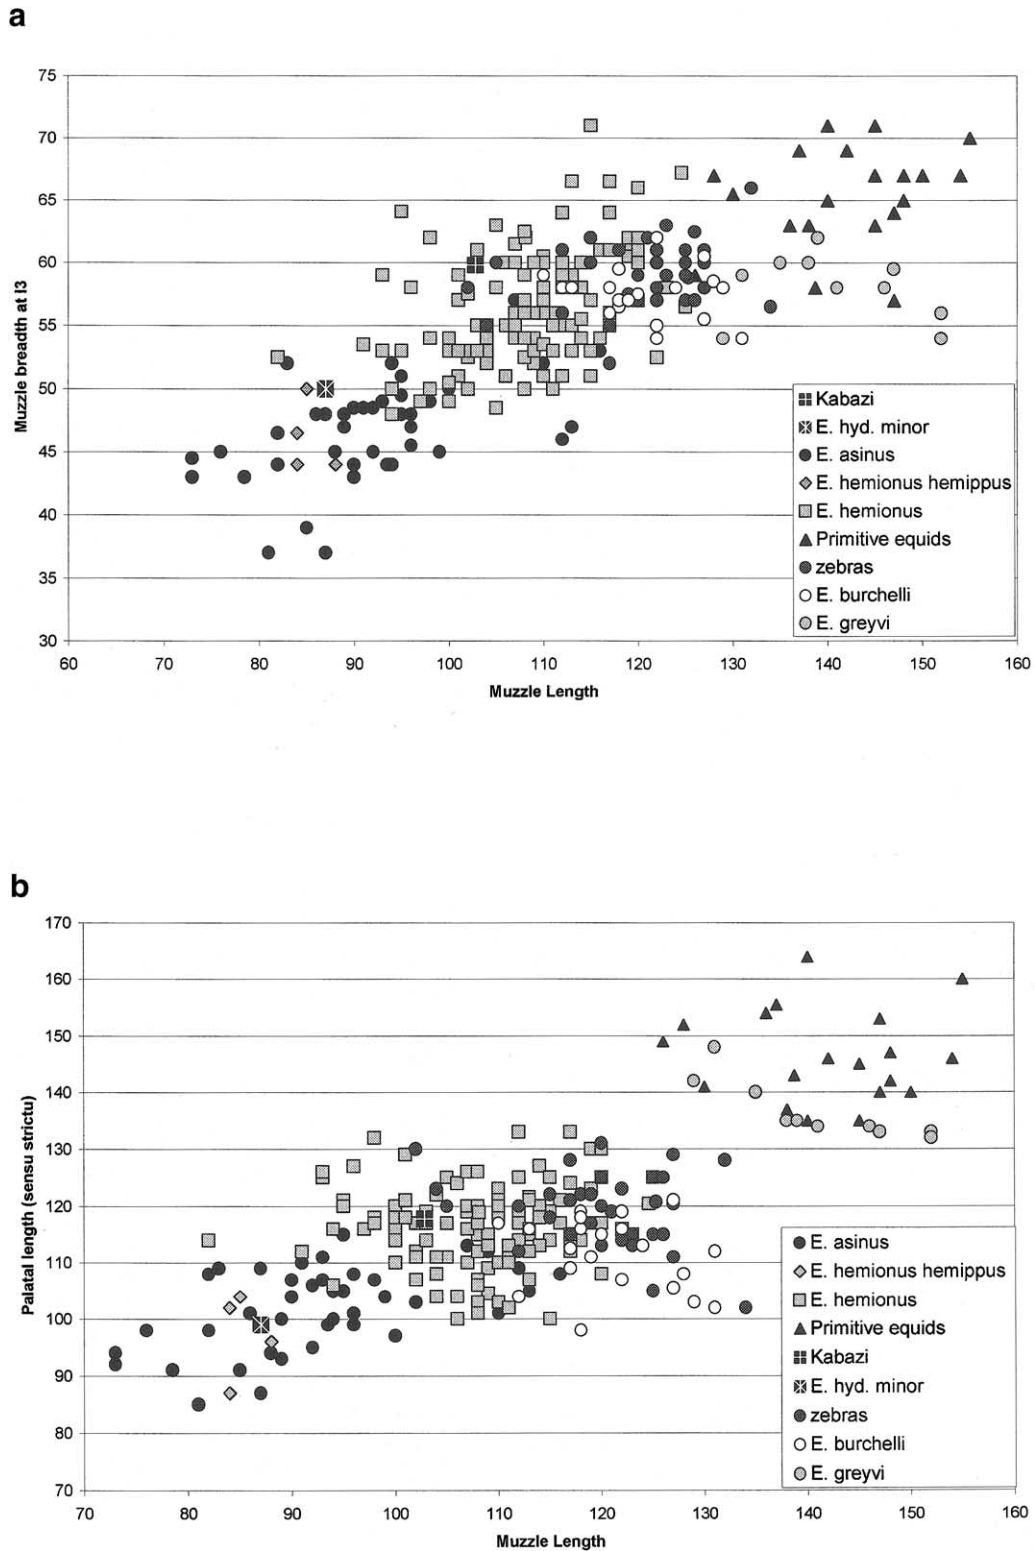 a
75
70
65
60
55
50
45
40
35
30
Muzzle breadth at I3
Kabazi
E. hyd. minor
E. asinus
E. hemionus hemippus
E. hemionus
Primitive equids
zebras
E. burchelli
E. greyvi
60 70 80 90 100 110 120 130 140 150 160
Muzzle Length
b
170
160
150
140
130
120
110
100
90
80
70
Palatal length (sensu strictu)
E. asinus
E. hemionus hemippus
E. hemionus
Primitive equids
Kabazi
E. hyd. minor
zebras
E. burchelli
E. greyvi
70 80 90 100 110 120 130 140 150 160
Muzzle Length